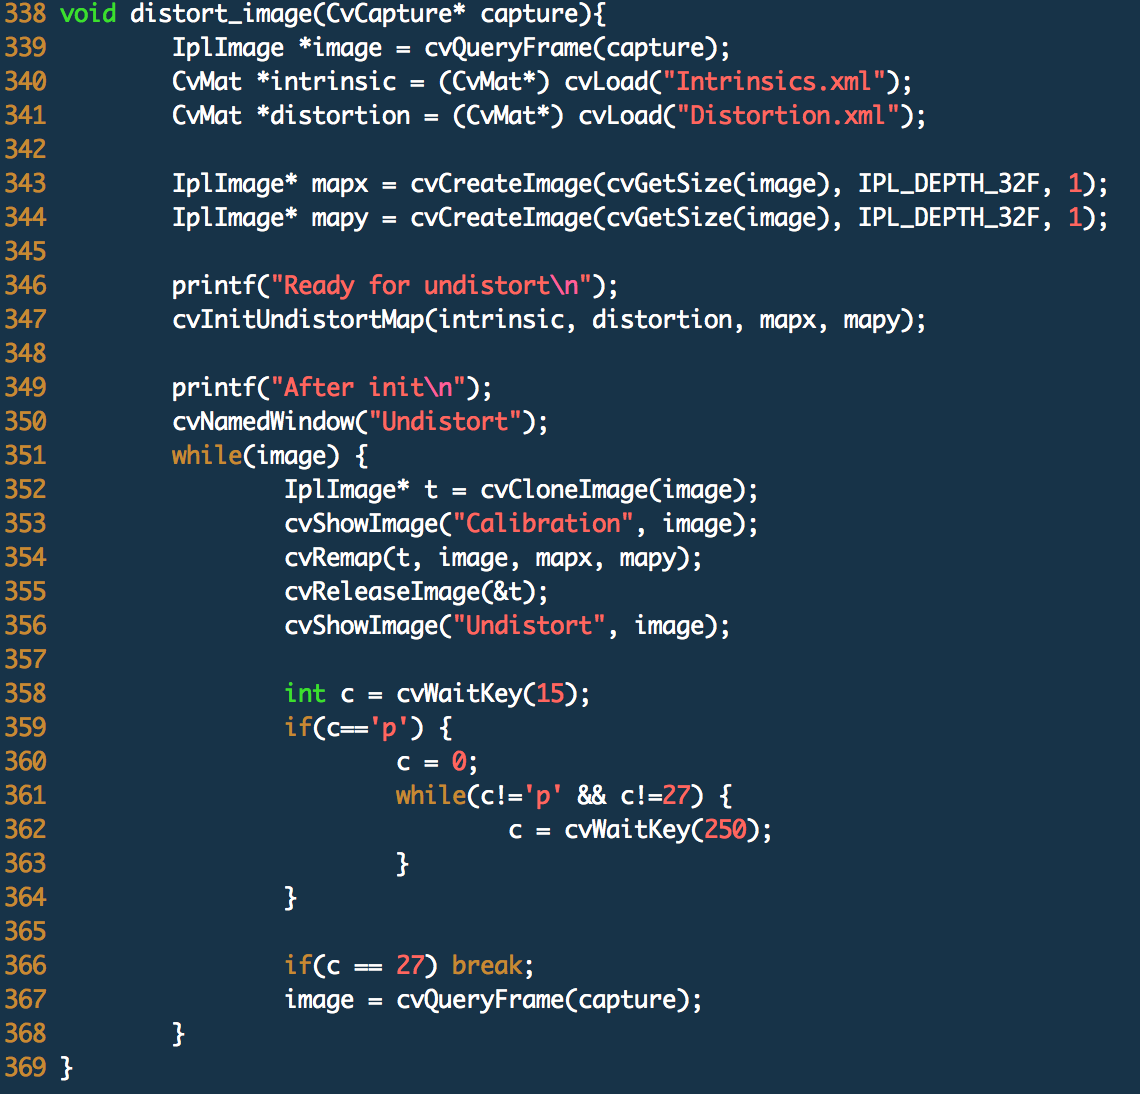 338 void distort_image(CvCapture* capture){
339         IplImage *image = cvQueryFrame(capture);
340         CvMat *intrinsic = (CvMat*) cvLoad("Intrinsics.xml");
341         CvMat *distortion = (CvMat*) cvLoad("Distortion.xml");
342
343         IplImage* mapx = cvCreateImage(cvGetSize(image), IPL_DEPTH_32F, 1);
344         IplImage* mapy = cvCreateImage(cvGetSize(image), IPL_DEPTH_32F, 1);
345
346         printf("Ready for undistort\n");
347         cvInitUndistortMap(intrinsic, distortion, mapx, mapy);
348
349         printf("After init\n");
350         cvNamedWindow("Undistort");
351         while(image) {
352                 IplImage* t = cvCloneImage(image);
353                 cvShowImage("Calibration", image);
354                 cvRemap(t, image, mapx, mapy);
355                 cvReleaseImage(&t);
356                 cvShowImage("Undistort", image);
357
358                 int c = cvWaitKey(15);
359                 if(c=='p') {
360                         c = 0;
361                         while(c!='p' && c!=27) {
362                                 c = cvWaitKey(250);
363                         }
364                 }
365
366                 if(c == 27) break;
367                 image = cvQueryFrame(capture);
368         }
369 }